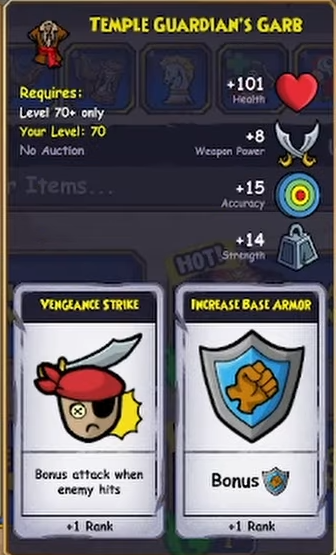 TEMPLE GUARDIAN'S GARB
Requires:
Level 70+ only
Your Level: 70
No Auction
+101
Health
+8
Weapon Power
+15
Accuracy
+14
Strength
r Items...
HOT!
VENGEANCE STRIKE
Bonus attack when
enemy hits
+1 Rank
INCREASE BASE ARMOR
Bonus
+1 Rank